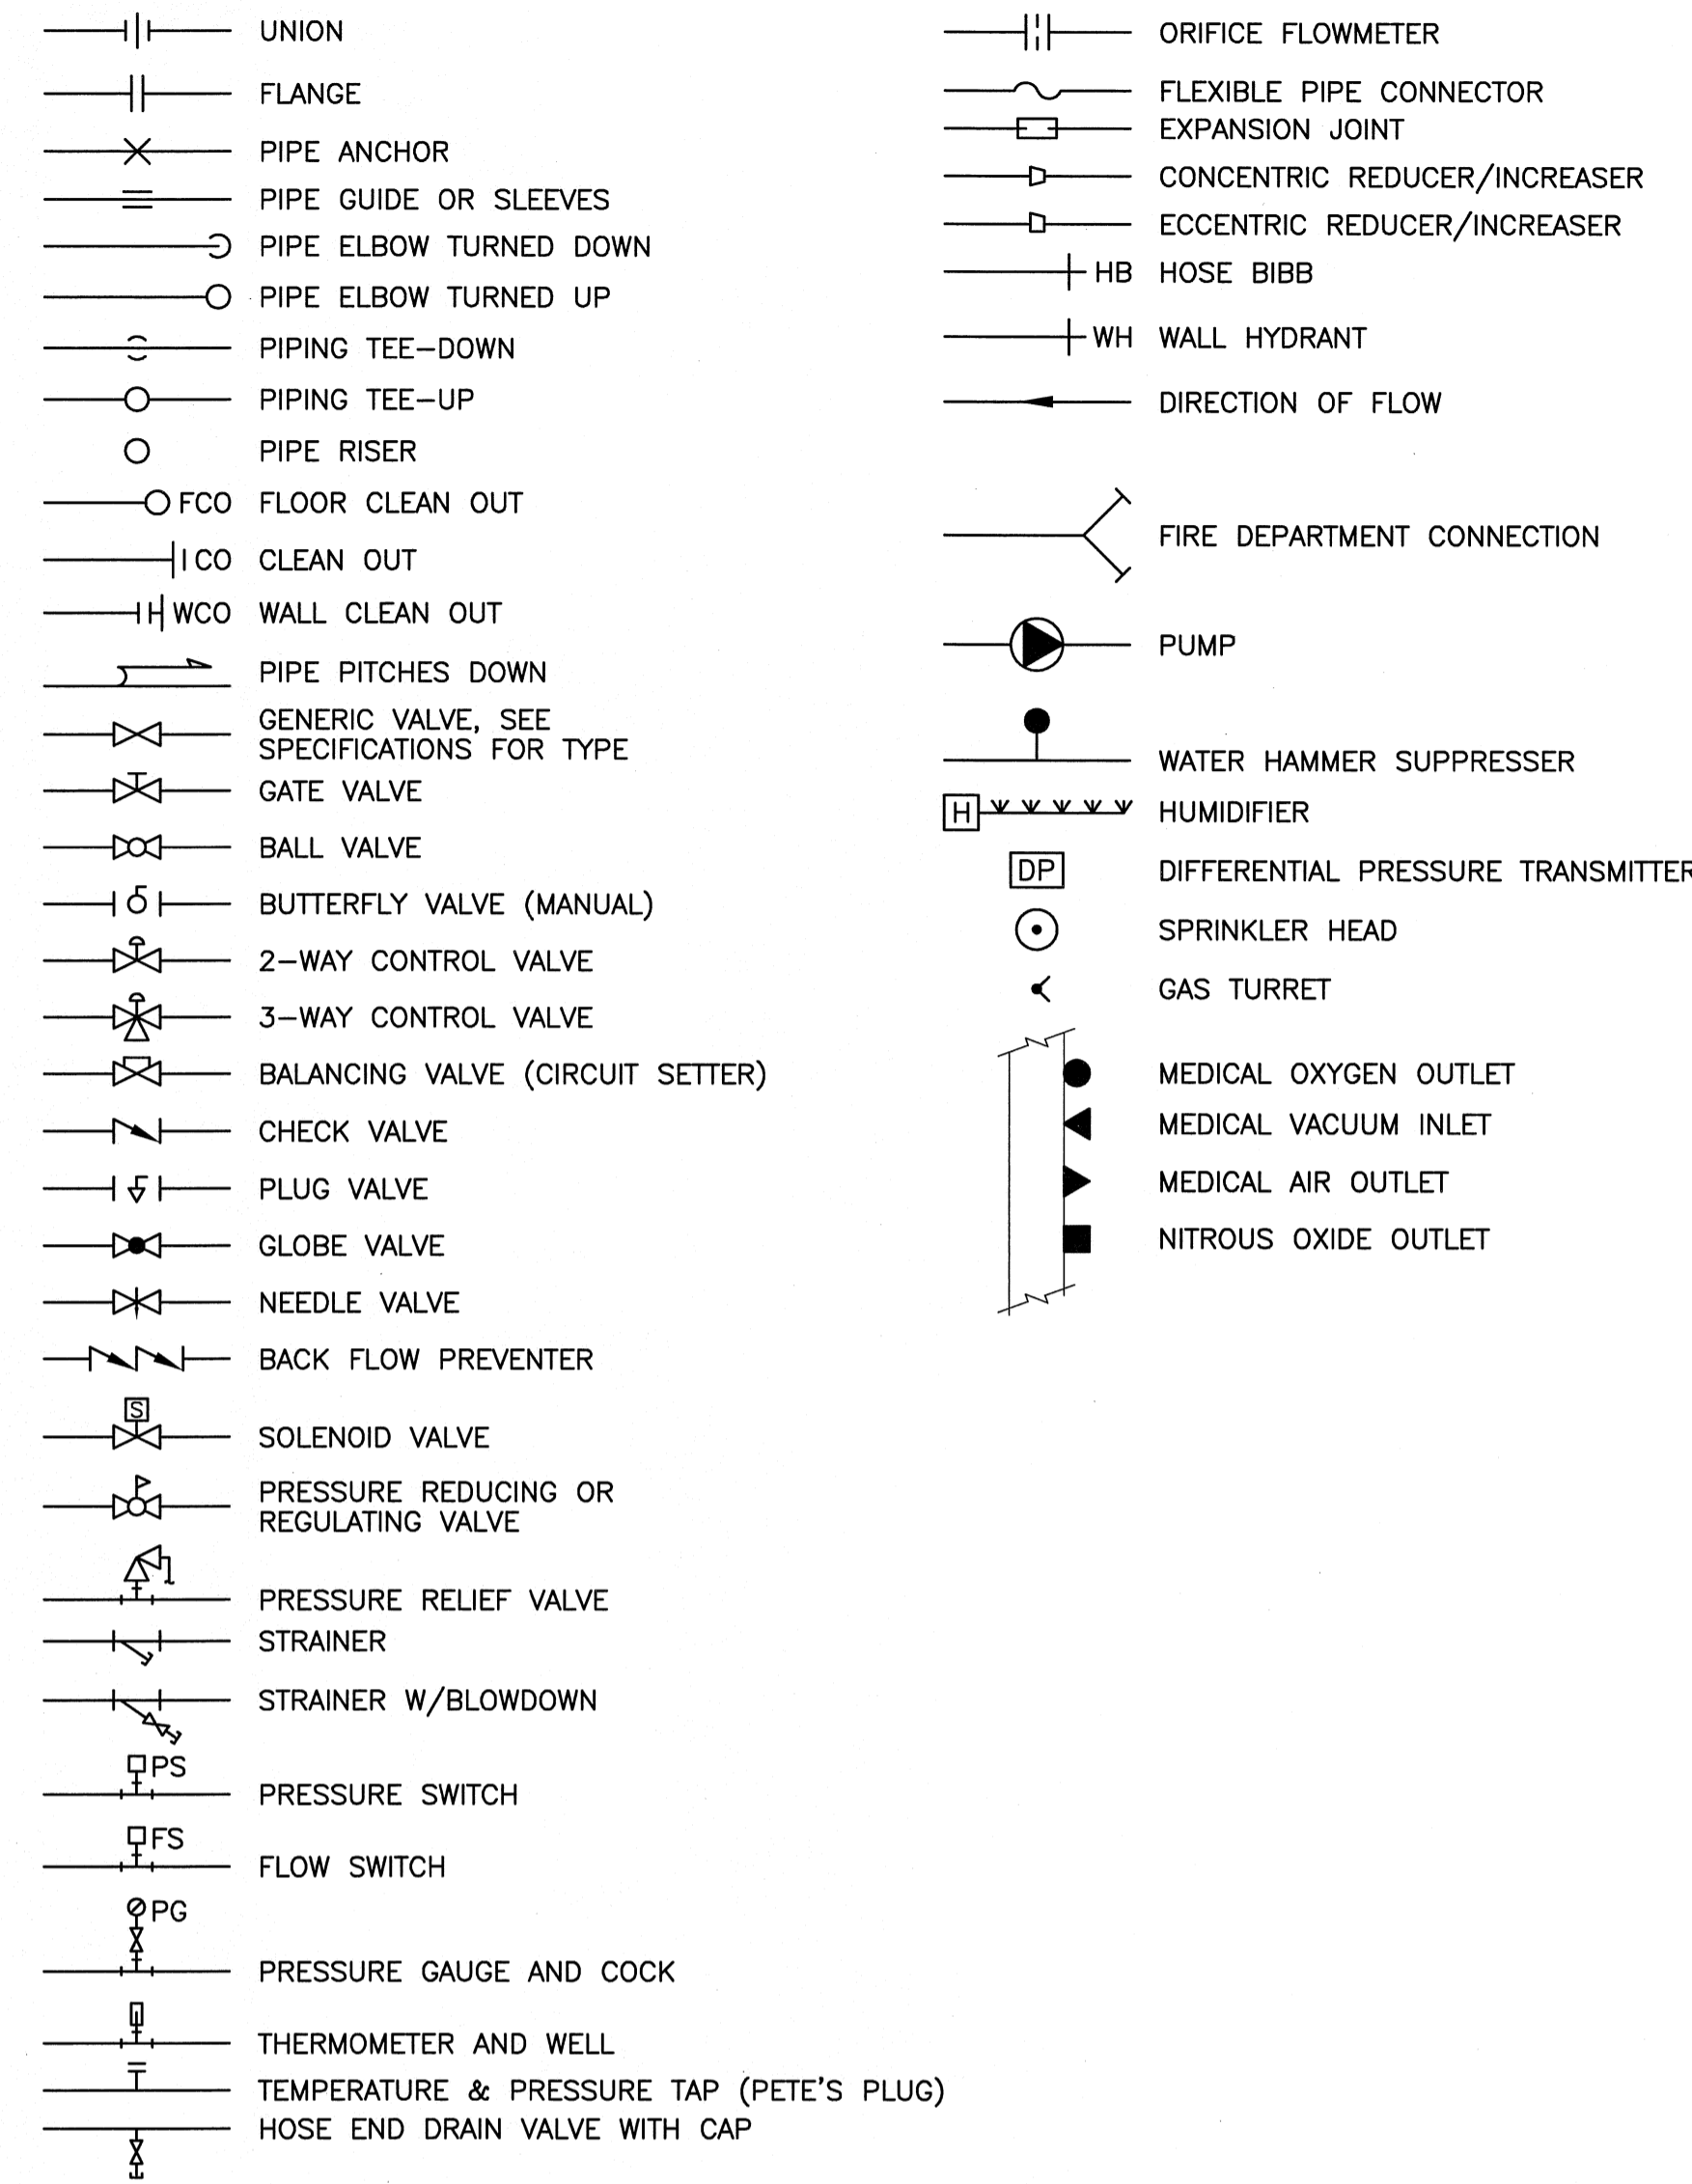 UNION
FLANGE
PIPE ANCHOR
PIPE GUIDE OR SLEEVES
PIPE ELBOW TURNED DOWN
PIPE ELBOW TURNED UP
PIPING TEE-DOWN
PIPING TEE-UP
PIPE RISER
FCO FLOOR CLEAN OUT
CO CLEAN OUT
WCO WALL CLEAN OUT
PIPE PITCHES DOWN
GENERIC VALVE, SEE
SPECIFICATIONS FOR TYPE
GATE VALVE
BALL VALVE
BUTTERFLY VALVE (MANUAL)
2-WAY CONTROL VALVE
3-WAY CONTROL VALVE
BALANCING VALVE (CIRCUIT SETTER)
CHECK VALVE
PLUG VALVE
GLOBE VALVE
NEEDLE VALVE
BACK FLOW PREVENTER
S
SOLENOID VALVE
PRESSURE REDUCING OR
REGULATING VALVE
PRESSURE RELIEF VALVE
STRAINER
STRAINER W/BLOWDOWN
PS
PRESSURE SWITCH
FS
FLOW SWITCH
PG
PRESSURE GAUGE AND COCK
THERMOMETER AND WELL
TEMPERATURE & PRESSURE TAP (PETE'S PLUG)
HOSE END DRAIN VALVE WITH CAP
ORIFICE FLOWMETER
FLEXIBLE PIPE CONNECTOR
EXPANSION JOINT
CONCENTRIC REDUCER/INCREASER
ECCENTRIC REDUCER/INCREASER
HB HOSE BIBB
WH WALL HYDRANT
DIRECTION OF FLOW
FIRE DEPARTMENT CONNECTION
PUMP
WATER HAMMER SUPPRESSER
H HUMIDIFIER
DP DIFFERENTIAL PRESSURE TRANSMITTER
SPRINKLER HEAD
GAS TURRET
MEDICAL OXYGEN OUTLET
MEDICAL VACUUM INLET
MEDICAL AIR OUTLET
NITROUS OXIDE OUTLET